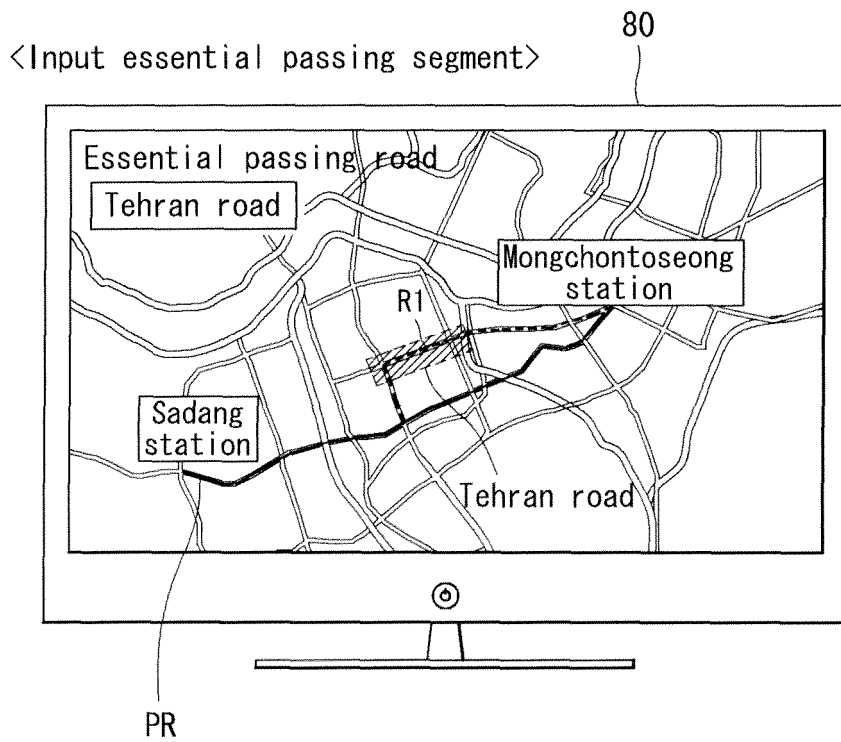 80
<Input essential passing segment>
Essential passing road
Tehran road
Mongchontoseong
station
R1
Sadang
station
Tehran road
PR